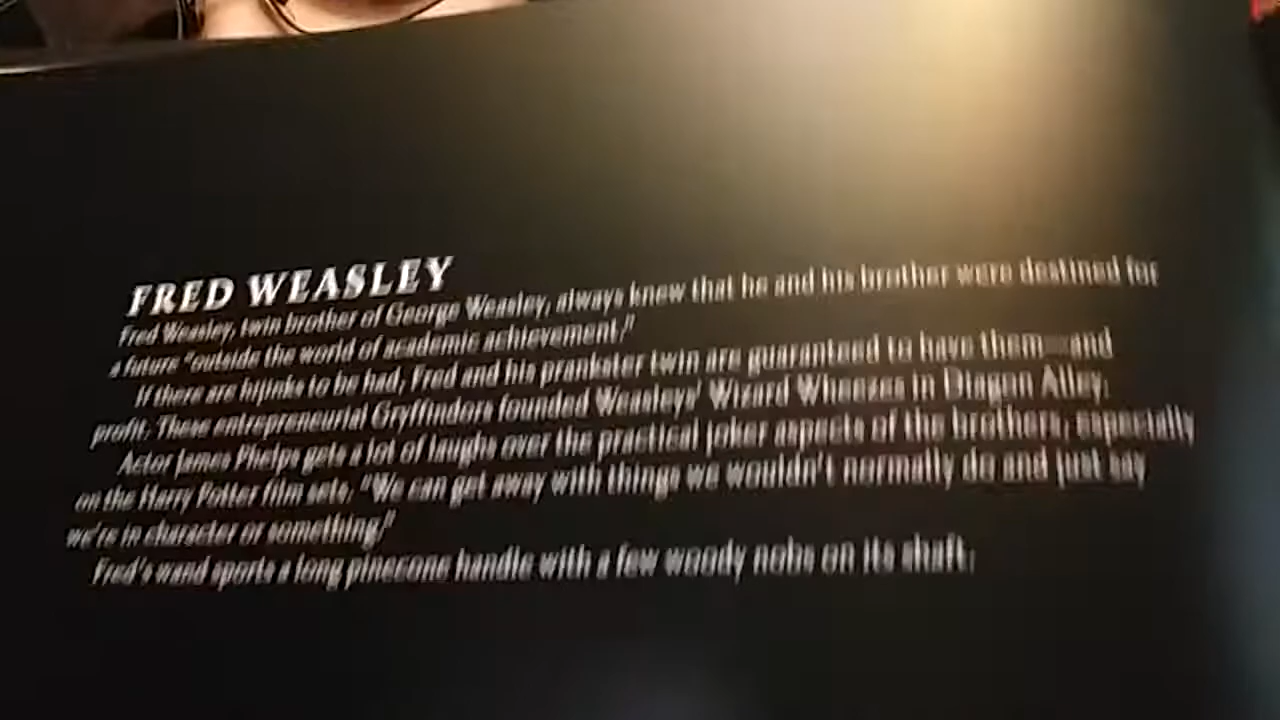 FRED WEASLEY
Fred Weasley, twin brother of George Weasley, always knew that he and his brother were destined for
a future "outside the world of academic achievement."
If there are hijinks to be had, Fred and his prankster twin are guaranteed to have them—and
profit. These entrepreneurial Gryffindors founded Weasleys' Wizard Wheezes in Diagon Alley.
Actor James Phelps gets a lot of laughs over the practical joker aspects of the brothers, especially
on the Harry Potter film sets. "We can get away with things we wouldn't normally do and just say
we're in character or something."
Fred's wand sports a long pinecone handle with a few woody nobs on its shaft.